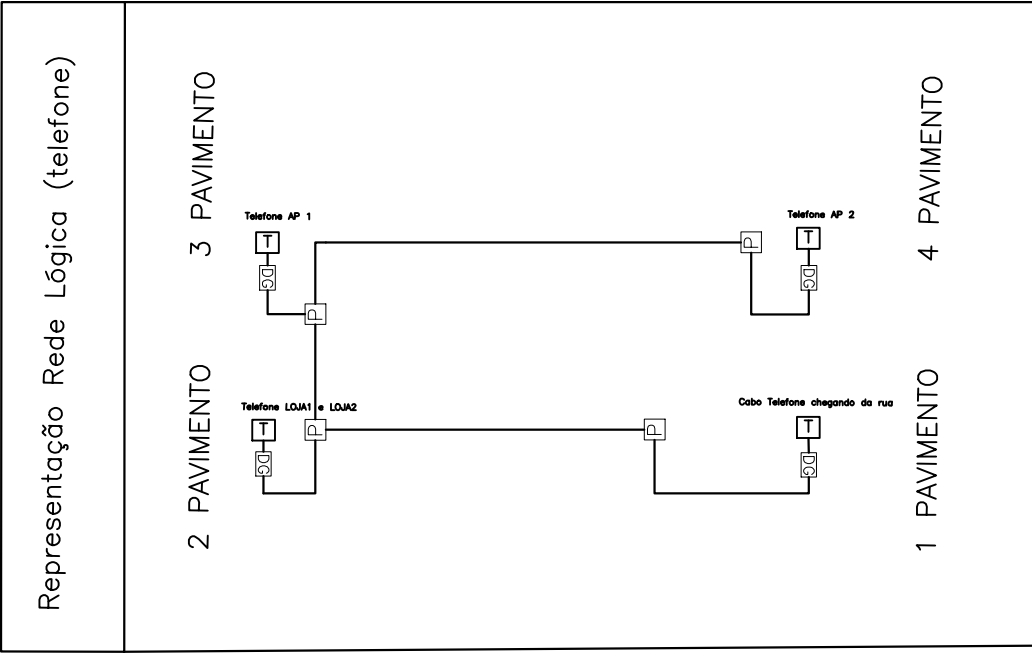 Representação Rede Lógica (telefone)
3 PAVIMENTO
Telefone AP 1
T
DG
P
4 PAVIMENTO
Telefone AP 2
T
DG
P
2 PAVIMENTO
Telefone LOJA1 e LOJA2
T
DG
P
1 PAVIMENTO
Cabo Telefone chegando da rua
T
DG
P